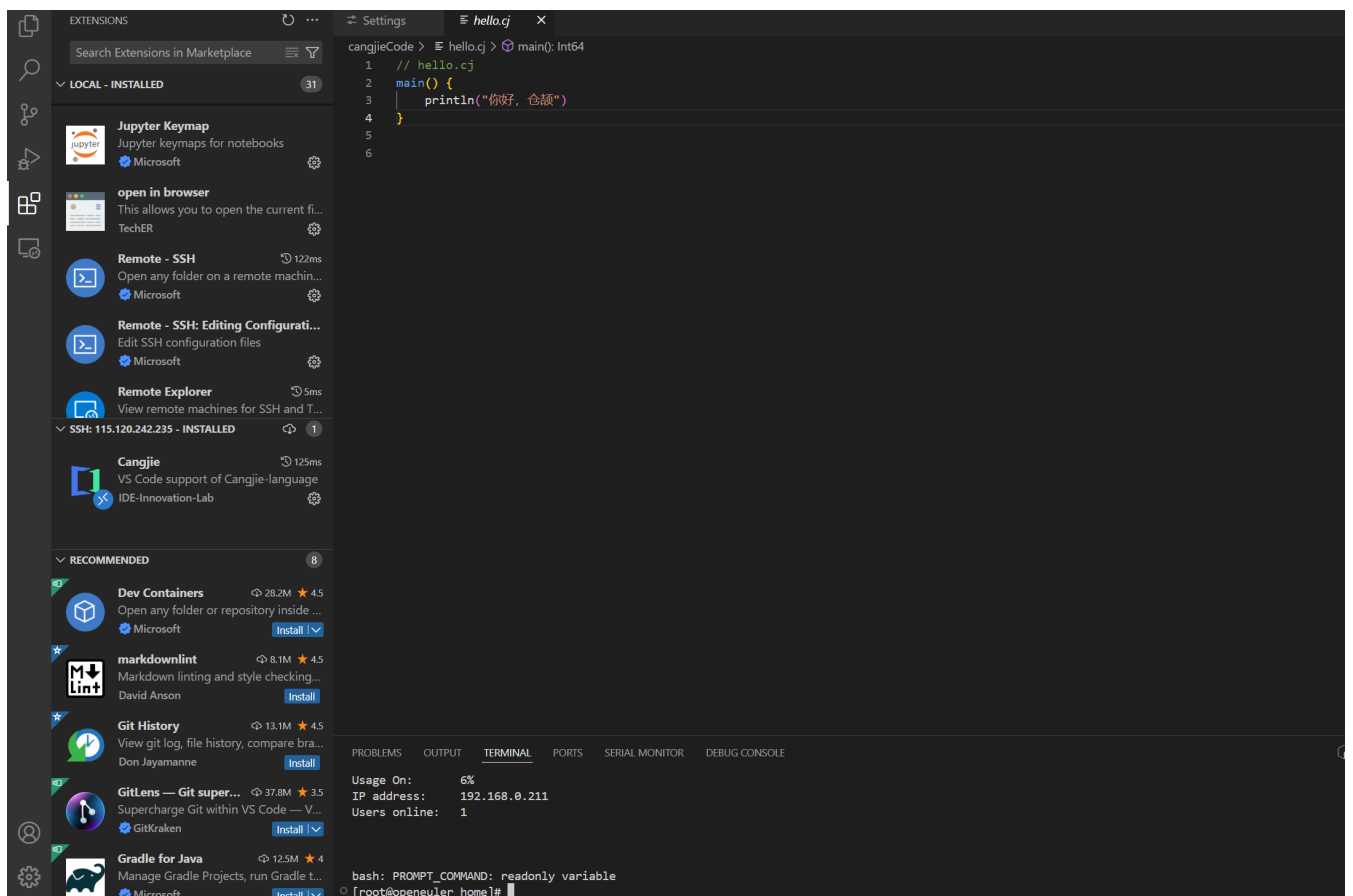 EXTENSIONS
Search Extensions in Marketplace
LOCAL - INSTALLED 31
Jupyter Keymap
Jupyter keymaps for notebooks
Microsoft
open in browser
This allows you to open the current fi...
TechER
Remote - SSH 122ms
Open any folder on a remote machin...
Microsoft
Remote - SSH: Editing Configurati...
Edit SSH configuration files
Microsoft
Remote Explorer 5ms
View remote machines for SSH and T...
SSH: 115.120.242.235 - INSTALLED 1
Cangjie 125ms
VS Code support of Cangjie-language
IDE-Innovation-Lab
RECOMMENDED 8
Dev Containers 28.2M ★ 4.5
Open any folder or repository inside ...
Microsoft Install
markdownlint 8.1M ★ 4.5
Markdown linting and style checking...
David Anson Install
Git History 13.1M ★ 4.5
View git log, file history, compare bra...
Don Jayamanne Install
GitLens — Git super... 37.8M ★ 3.5
Supercharge Git within VS Code — V...
GitKraken Install
Gradle for Java 12.5M ★ 4
Manage Gradle Projects, run Gradle t...
Microsoft Install
Settings hello.cj
cangjieCode > hello.cj > main(): Int64
1 // hello.cj
2 main() {
3 println("你好，仓颉")
4 }
5
6
PROBLEMS OUTPUT TERMINAL PORTS SERIAL MONITOR DEBUG CONSOLE
Usage On: 6%
IP address: 192.168.0.211
Users online: 1
bash: PROMPT_COMMAND: readonly variable
[root@openeuler home]#